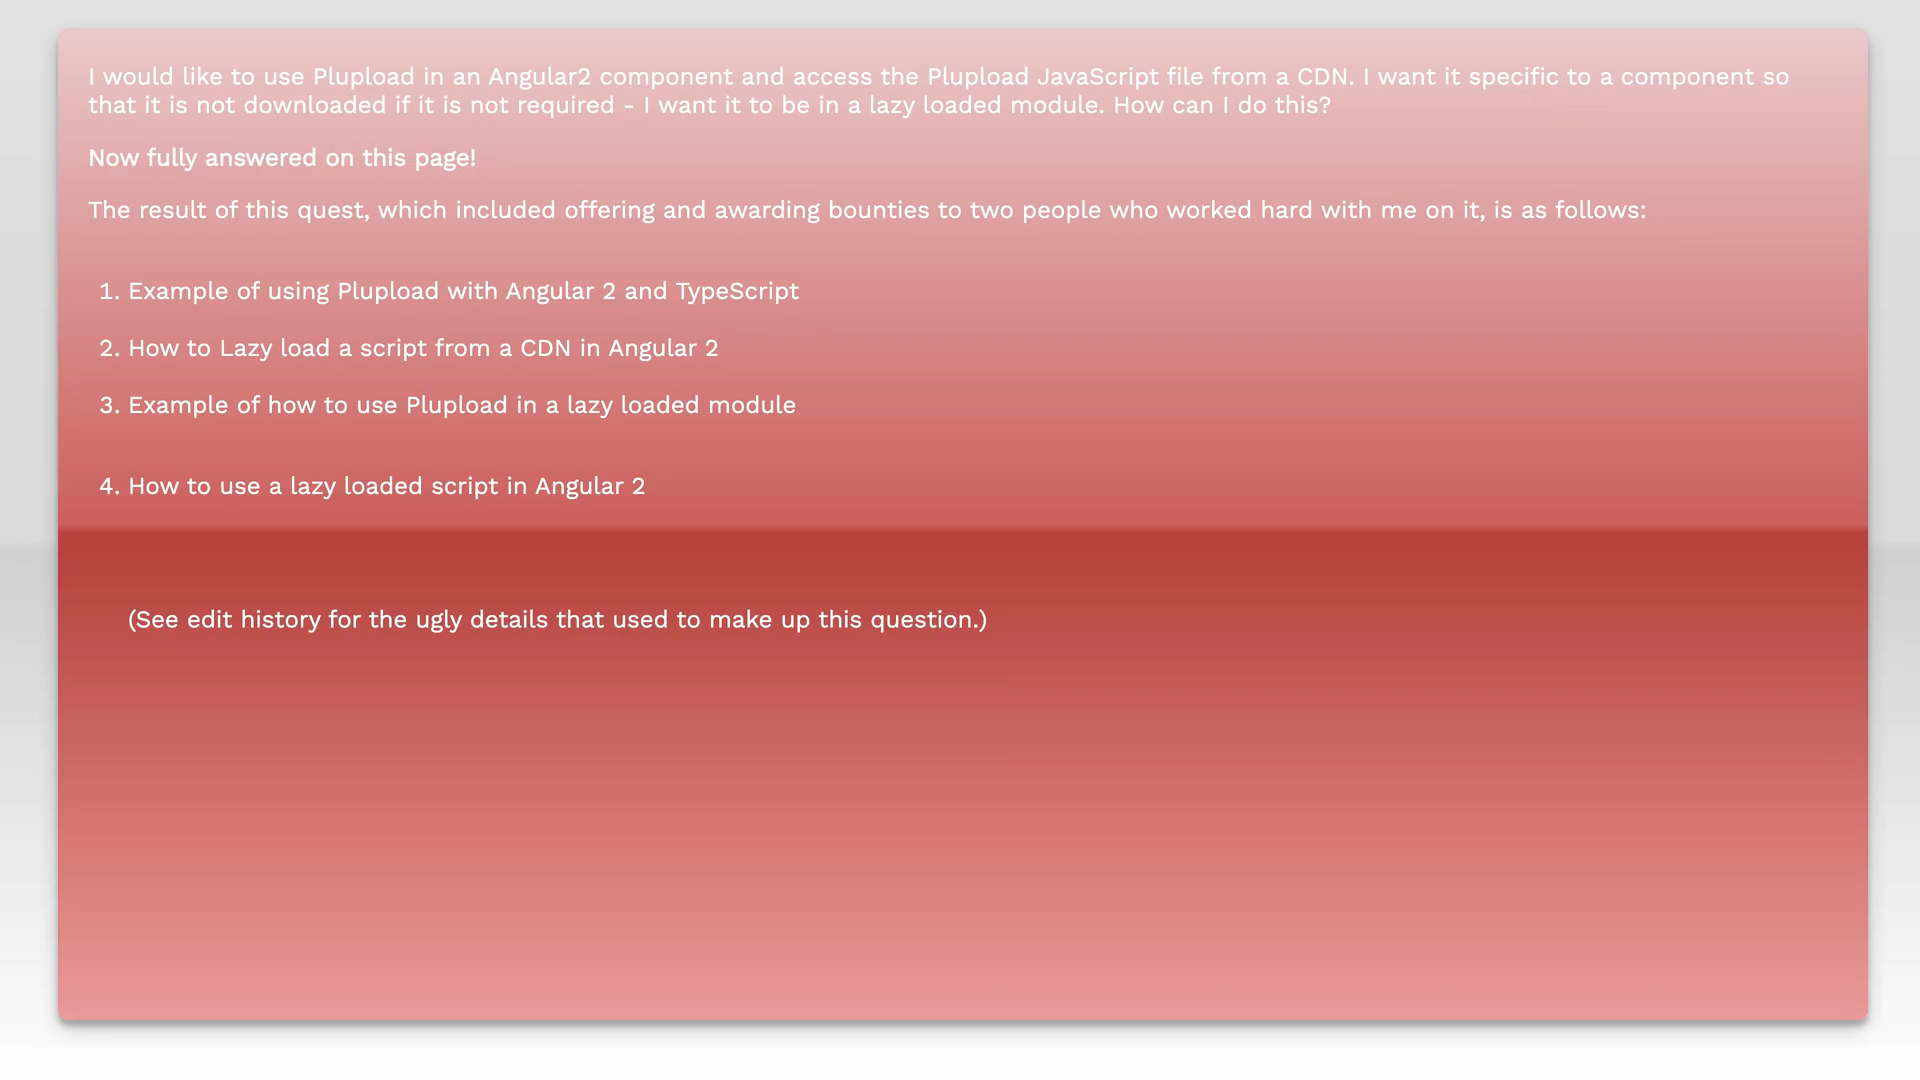 I would like to use Plupload in an Angular2 component and access the Plupload JavaScript file from a CDN. I want it specific to a component so
that it is not downloaded if it is not required - I want it to be in a lazy loaded module. How can I do this?
Now fully answered on this page!
The result of this quest, which included offering and awarding bounties to two people who worked hard with me on it, is as follows:
1. Example of using Plupload with Angular 2 and TypeScript
2. How to Lazy load a script from a CDN in Angular 2
3. Example of how to use Plupload in a lazy loaded module
4. How to use a lazy loaded script in Angular 2
(See edit history for the ugly details that used to make up this question.)